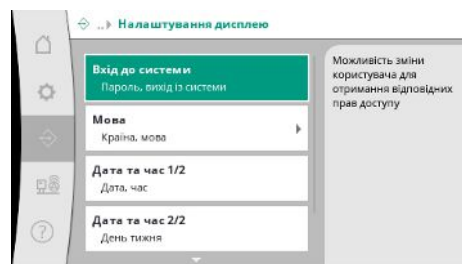 ..▸ Налаштування дисплею
Вхід до системи
Пароль, вихід із системи
Мова
Країна, мова
Дата та час 1/2
Дата, час
Дата та час 2/2
День тижня
Можливість зміни
користувача для
отримання відповідних
прав доступу
?